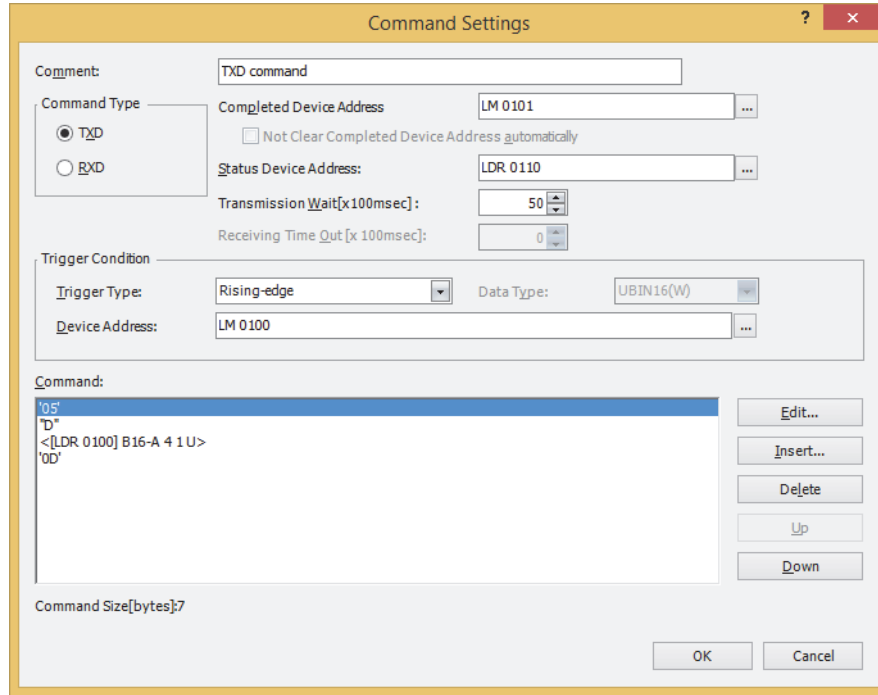 Command Settings
?
×
Comment:
TXD command
Command Type
TXD
RXD
Completed Device Address
LM 0101
...
Not Clear Completed Device Address automatically
Status Device Address:
LDR 0110
...
Transmission Wait[x100msec] :
50
Receiving Time Out [x 100msec]:
0
Trigger Condition
Trigger Type:
Rising-edge
Data Type:
UBIN16(W)
Device Address:
LM 0100
...
Command:
'05'
"D"
<[LDR 0100] B16-A 4 1 U>
'0D'
Edit...
Insert...
Delete
Up
Down
Command Size[bytes]:7
OK
Cancel